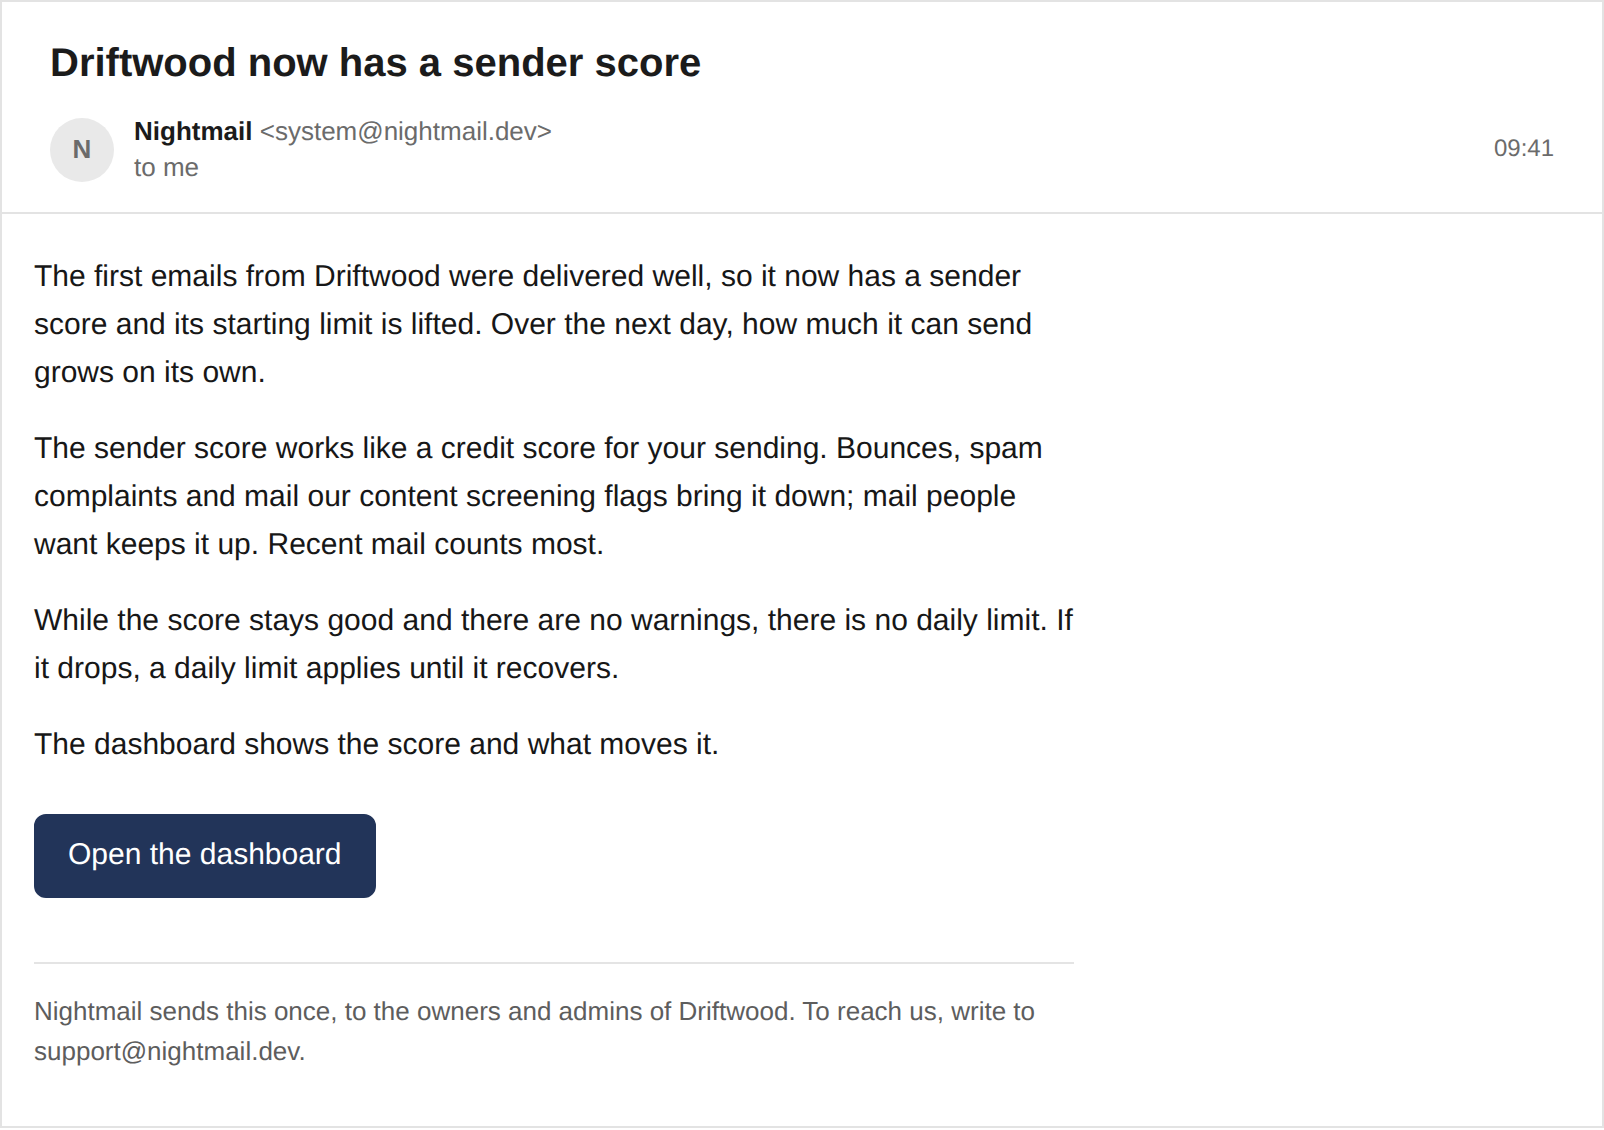 Driftwood now has a sender score
N
Nightmail <system@nightmail.dev>
to me
09:41
The first emails from Driftwood were delivered well, so it now has a sender
score and its starting limit is lifted. Over the next day, how much it can send
grows on its own.
The sender score works like a credit score for your sending. Bounces, spam
complaints and mail our content screening flags bring it down; mail people
want keeps it up. Recent mail counts most.
While the score stays good and there are no warnings, there is no daily limit. If
it drops, a daily limit applies until it recovers.
The dashboard shows the score and what moves it.
Open the dashboard
Nightmail sends this once, to the owners and admins of Driftwood. To reach us, write to
support@nightmail.dev.